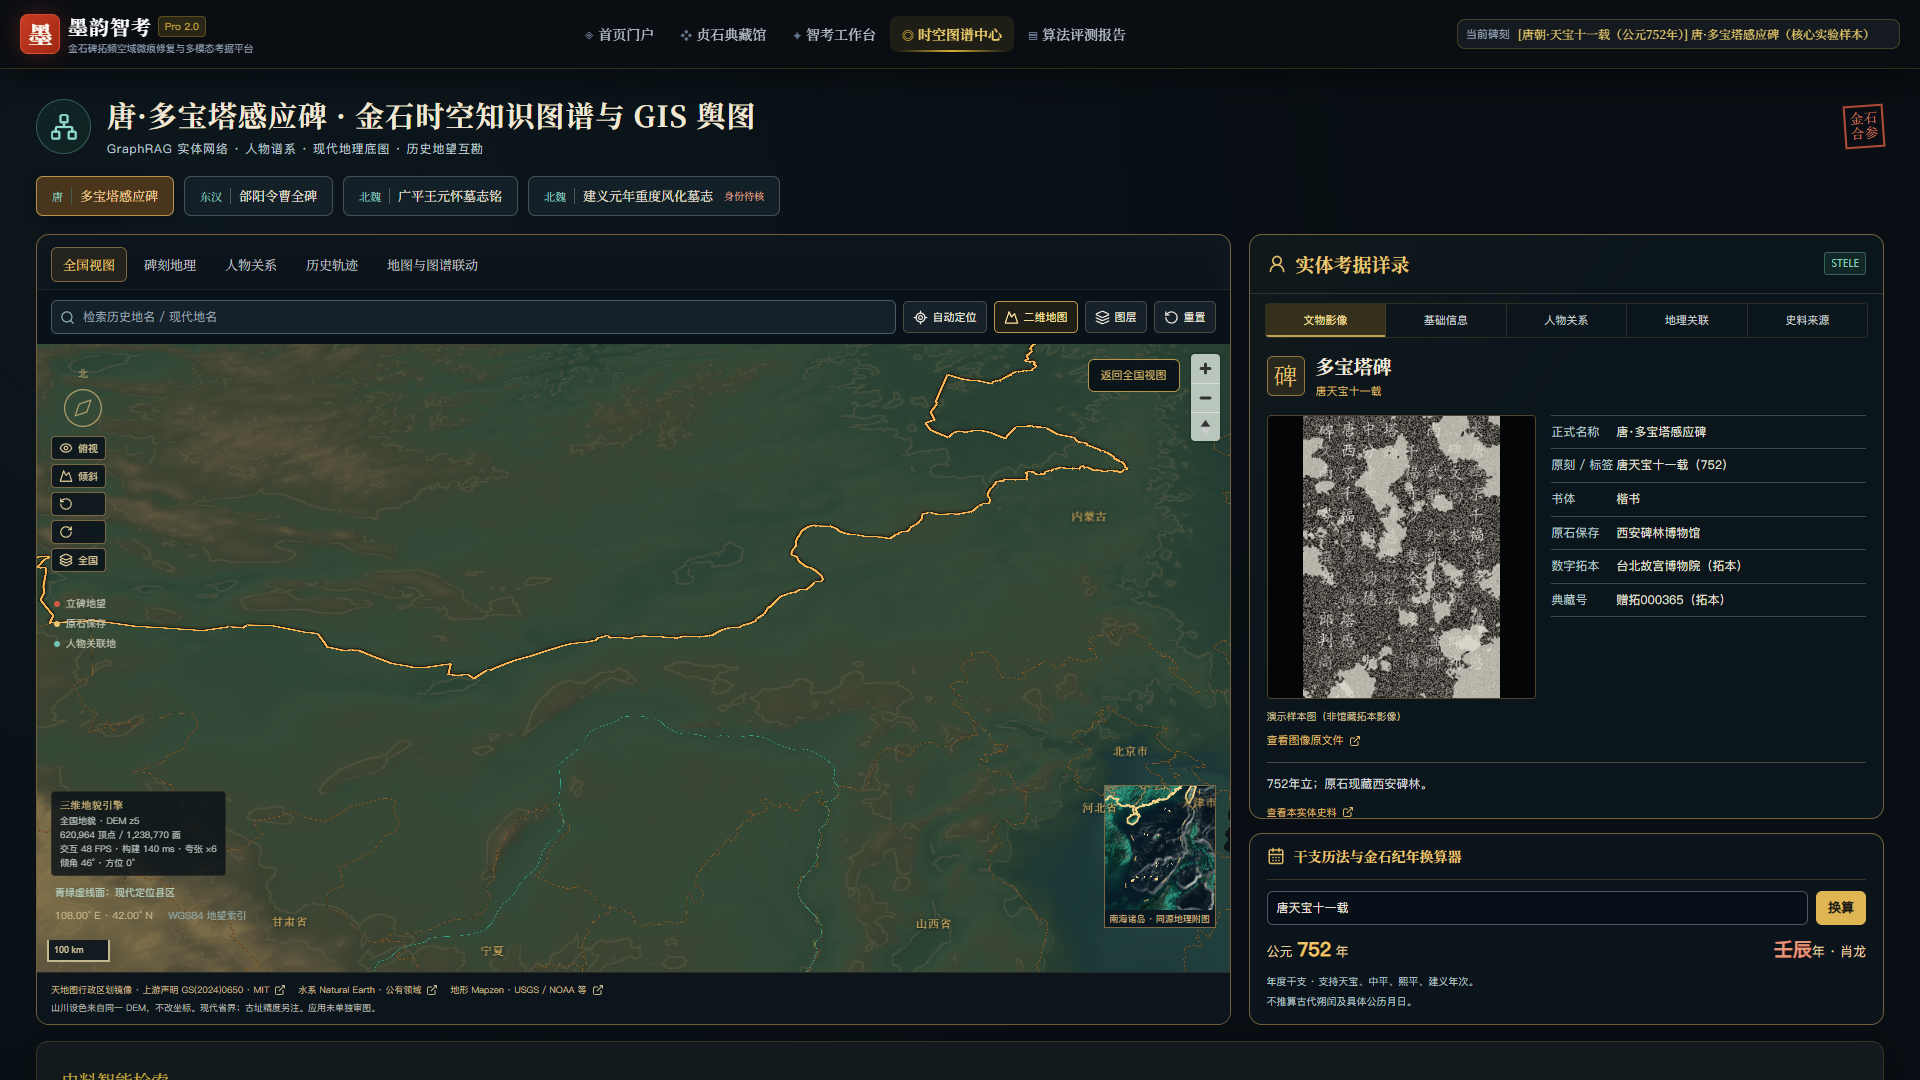 墨
墨韵智考 Pro 2.0
金石碑拓频空域微痕修复与多模态考据平台
首页门户
贞石典藏馆
智考工作台
时空图谱中心
算法评测报告
当前碑刻 [唐朝·天宝十一载（公元752年）] 唐·多宝塔感应碑（核心实验样本）
唐·多宝塔感应碑 · 金石时空知识图谱与 GIS 舆图
GraphRAG 实体网络 · 人物谱系 · 现代地理底图 · 历史地望互勘
金石
合参
唐 多宝塔感应碑
东汉 郃阳令曹全碑
北魏 广平王元怀墓志铭
北魏 建义元年重度风化墓志 身份待核
全国视图
碑刻地理
人物关系
历史轨迹
地图与图谱联动
检索历史地名 / 现代地名
自动定位
二维地图
图层
重置
北
俯视
倾斜
全国
立碑地望
原石保存
人物关联地
返回全国视图
内蒙古
北京市
河北省
天津市
山西省
宁夏
甘肃省
三维地貌引擎
全国地貌 · DEM z5
620,964 顶点 / 1,238,770 面
交互 48 FPS · 构建 140 ms · 夸张 ×6
倾角 46° · 方位 0°
青绿虚线面：现代定位县区
108.00° E · 42.00° N WGS84 地望索引
100 km
南海诸岛 · 同源地理附图
天地图行政区划镜像 · 上游声明 GS(2024)0650 · MIT
水系 Natural Earth · 公有领域
地形 Mapzen · USGS / NOAA 等
山川设色来自同一 DEM，不改坐标。现代省界；古址精度另注。应用未单独审图。
实体考据详录
STELE
文物影像
基础信息
人物关系
地理关联
史料来源
碑
多宝塔碑
唐天宝十一载
正式名称 唐·多宝塔感应碑
原刻 / 标签 唐天宝十一载（752）
书体 楷书
原石保存 西安碑林博物馆
数字拓本 台北故宫博物院（拓本）
典藏号 赠拓000365（拓本）
演示样本图（非馆藏拓本影像）
查看图像原文件
752年立；原石现藏西安碑林。
查看本实体史料
干支历法与金石纪年换算器
唐天宝十一载
换算
公元 752 年
壬辰年 · 肖龙
年度干支 · 支持天宝、中平、熙平、建义年次。
不推算古代朔闰及具体公历月日。
史料智能检索